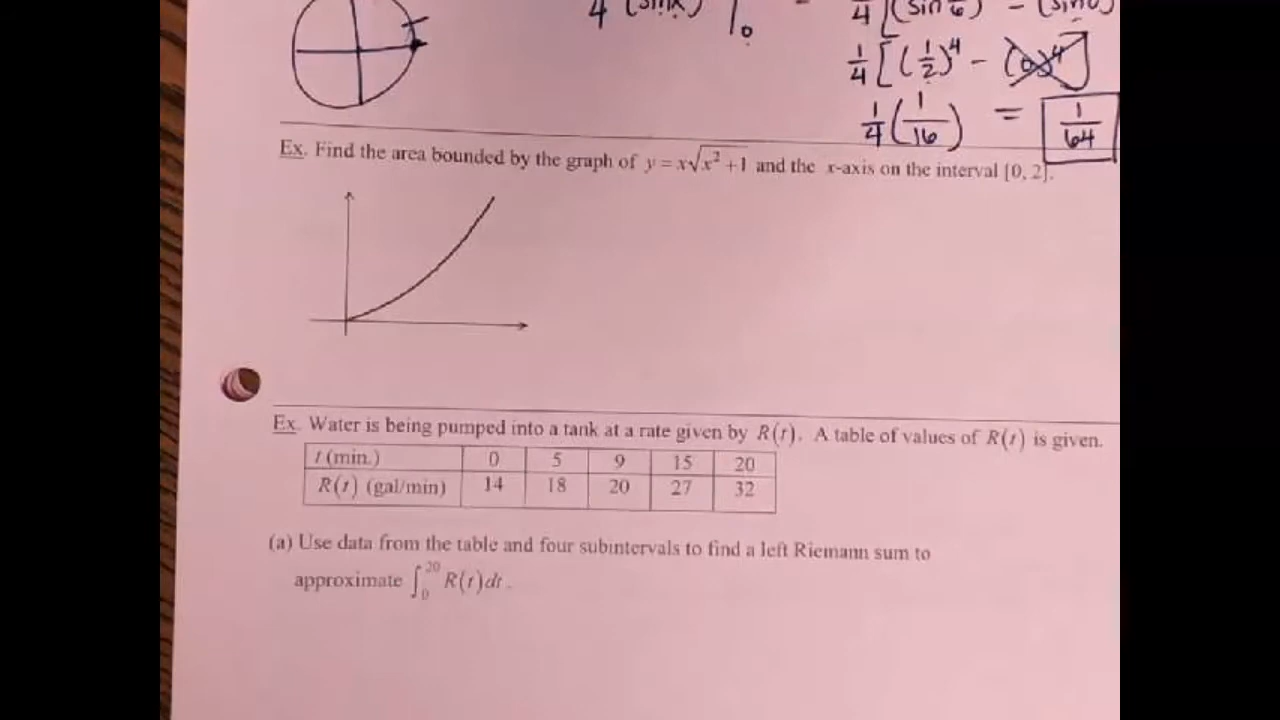 1/4 (sinx) |₀ = 1/4 [(sin π/6) - (sin 0)
1/4 [(1/2)⁴ - (0)⁴]
1/4 (1/16) = 1/64
Ex. Find the area bounded by the graph of y = x√(x² + 1) and the x-axis on the interval [0, 2].
Ex. Water is being pumped into a tank at a rate given by R(t). A table of values of R(t) is given.
t (min.) 0 5 9 15 20
R(t) (gal/min) 14 18 20 27 32
(a) Use data from the table and four subintervals to find a left Riemann sum to
approximate ∫₀²⁰ R(t)dt.